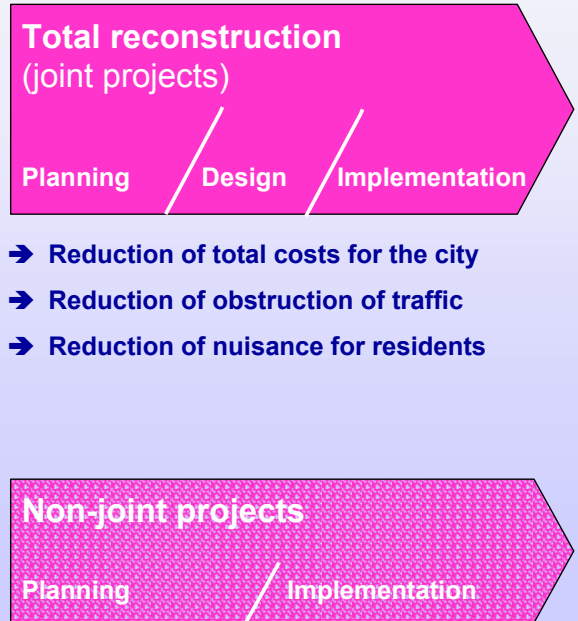 Total reconstruction
(joint projects)
Planning Design Implementation
➔ Reduction of total costs for the city
➔ Reduction of obstruction of traffic
➔ Reduction of nuisance for residents
Non-joint projects
Planning Implementation